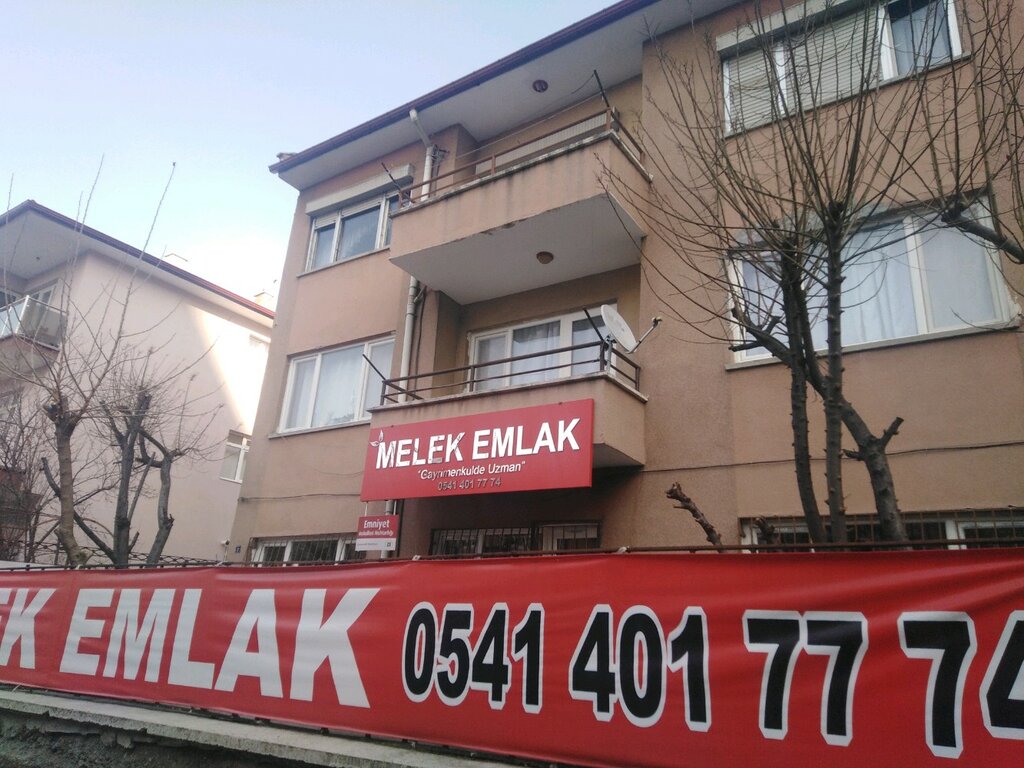 MELEK EMLAK
"Gayrimenkulde Uzman"
0541 401 77 74
Emniyet
EK EMLAK 0541 401 77 74